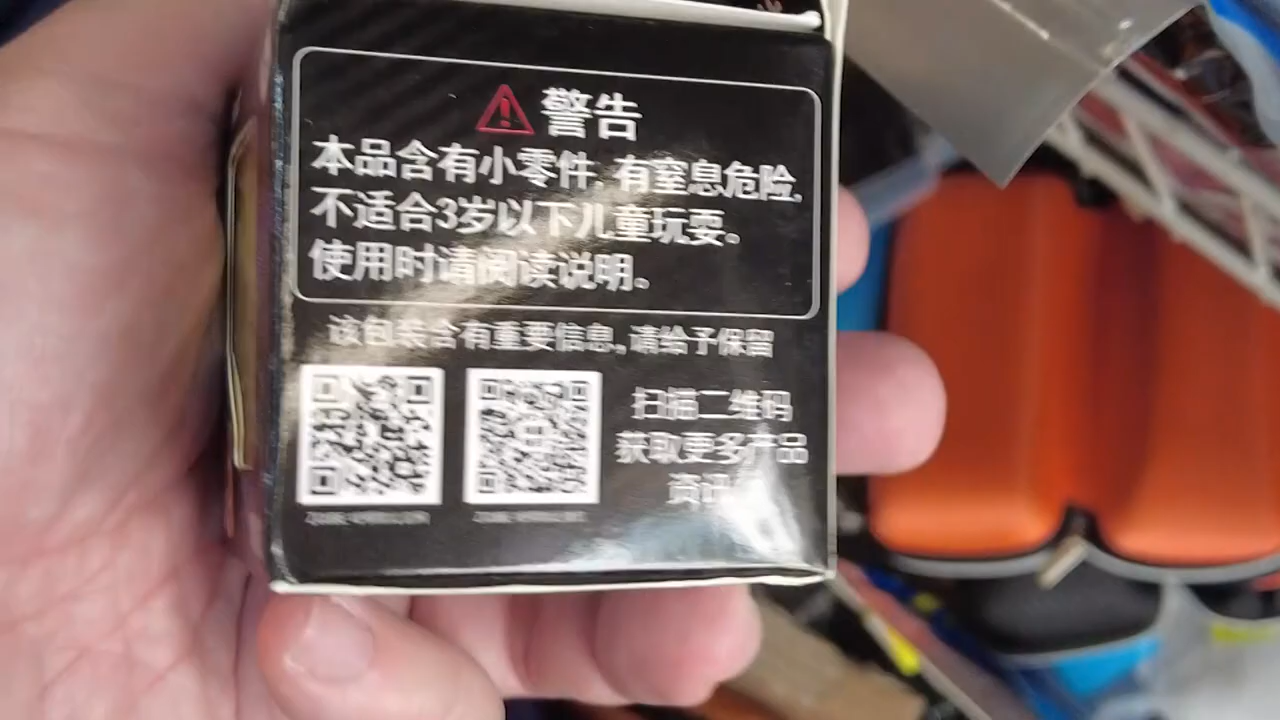 警告
本品含有小零件,有窒息危险,
不适合3岁以下儿童玩耍。
使用时请阅读说明。
该包装含有重要信息,请给予保留
扫描二维码
获取更多产品
资讯